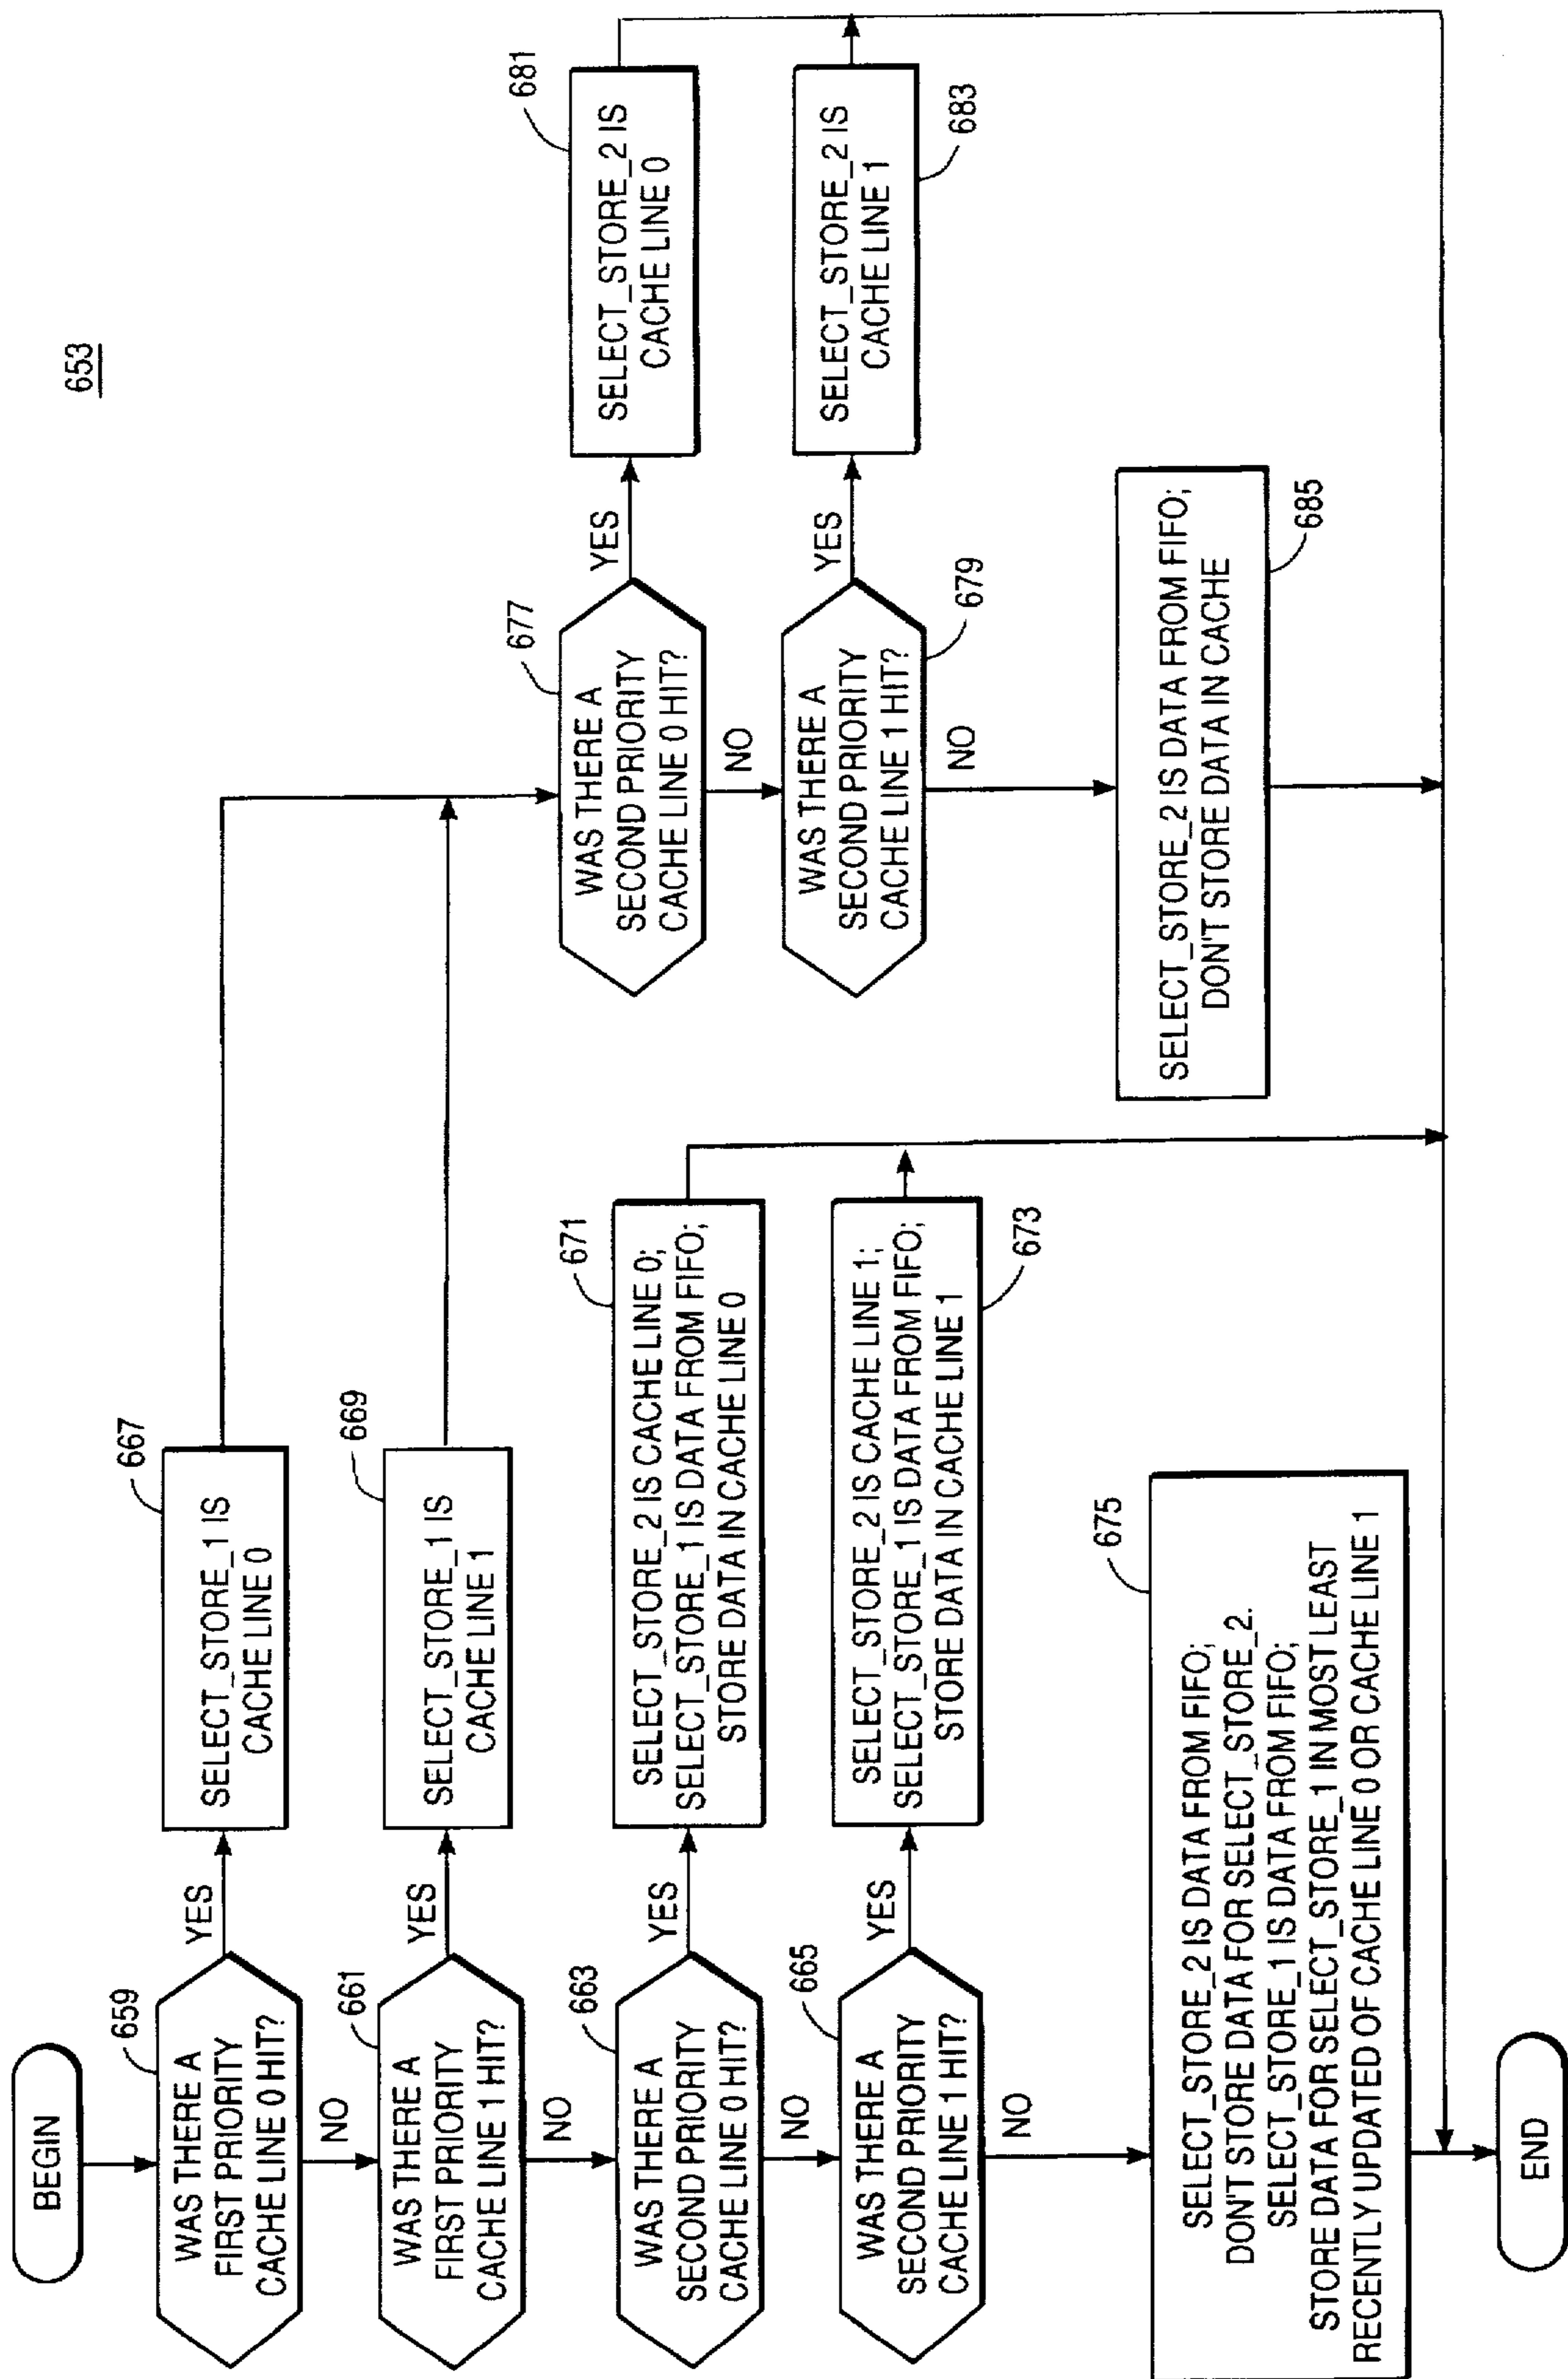 653
BEGIN
659
WAS THERE A
FIRST PRIORITY
CACHE LINE 0 HIT?
YES
NO
667
SELECT_STORE_1 IS
CACHE LINE 0
661
WAS THERE A
FIRST PRIORITY
CACHE LINE 1 HIT?
YES
NO
669
SELECT_STORE_1 IS
CACHE LINE 1
663
WAS THERE A
SECOND PRIORITY
CACHE LINE 0 HIT?
YES
NO
671
SELECT_STORE_2 IS CACHE LINE 0;
SELECT_STORE_1 IS DATA FROM FIFO;
STORE DATA IN CACHE LINE 0
665
WAS THERE A
SECOND PRIORITY
CACHE LINE 1 HIT?
YES
NO
SELECT_STORE_2 IS CACHE LINE 1;
SELECT_STORE_1 IS DATA FROM FIFO;
STORE DATA IN CACHE LINE 1
673
675
SELECT_STORE_2 IS DATA FROM FIFO;
DON'T STORE DATA FOR SELECT_STORE_2.
SELECT_STORE_1 IS DATA FROM FIFO;
STORE DATA FOR SELECT_STORE_1 IN MOST LEAST
RECENTLY UPDATED OF CACHE LINE 0 OR CACHE LINE 1
677
WAS THERE A
SECOND PRIORITY
CACHE LINE 0 HIT?
YES
NO
681
SELECT_STORE_2 IS
CACHE LINE 0
WAS THERE A
SECOND PRIORITY
CACHE LINE 1 HIT?
679
YES
NO
SELECT_STORE_2 IS
CACHE LINE 1
683
SELECT_STORE_2 IS DATA FROM FIFO;
DON'T STORE DATA IN CACHE
685
END